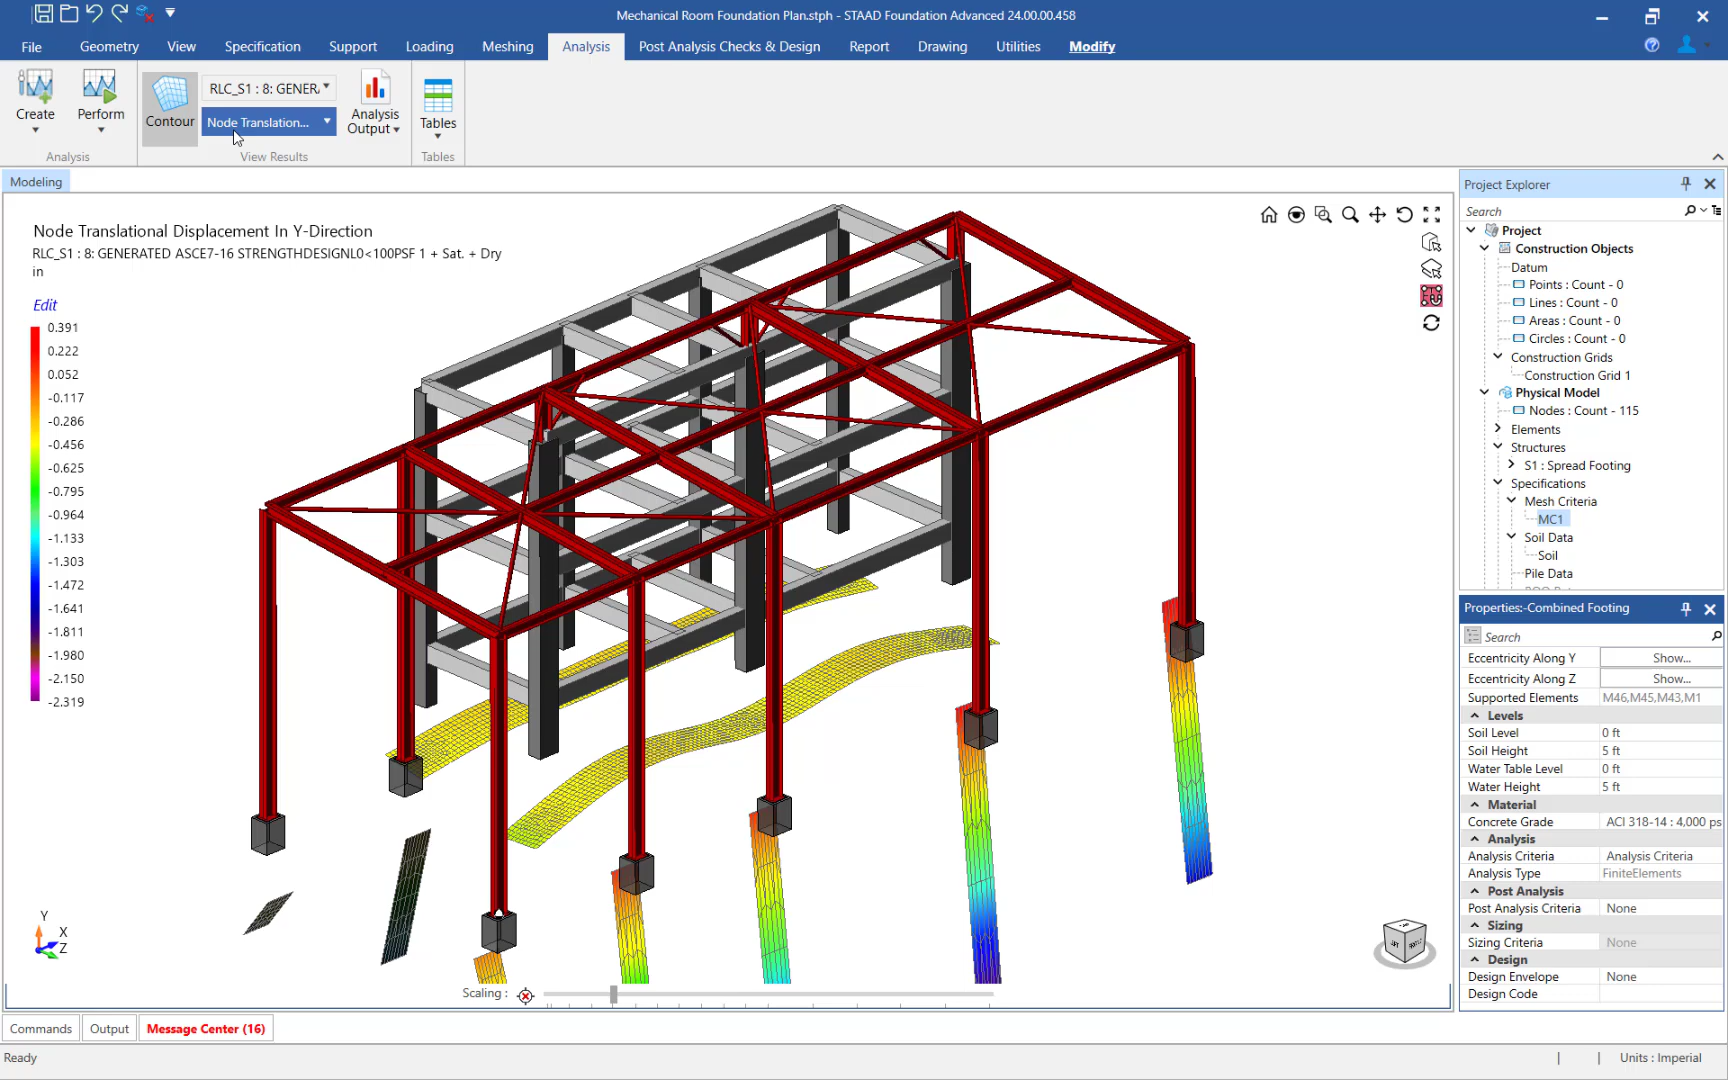 Mechanical Room Foundation Plan.stph - STAAD Foundation Advanced 24.00.00.458
File
Geometry
View
Specification
Support
Loading
Meshing
Analysis
Post Analysis Checks & Design
Report
Drawing
Utilities
Modify
Create
Perform
Contour
RLC_S1 : 8: GENER
Node Translation...
Analysis
Output
Tables
Analysis
View Results
Tables
Modeling
Node Translational Displacement In Y-Direction
RLC_S1 : 8: GENERATED ASCE7-16 STRENGTHDESIGNL0<100PSF 1 + Sat. + Dry
in
Edit
0.391
0.222
0.052
-0.117
-0.286
-0.456
-0.625
-0.795
-0.964
-1.133
-1.303
-1.472
-1.641
-1.811
-1.980
-2.150
-2.319
Y
X
Z
Scaling :
Project Explorer
Search
Project
Construction Objects
Datum
Points : Count - 0
Lines : Count - 0
Areas : Count - 0
Circles : Count - 0
Construction Grids
Construction Grid 1
Physical Model
Nodes : Count - 115
Elements
Structures
S1 : Spread Footing
Specifications
Mesh Criteria
MC1
Soil Data
Soil
Pile Data
Properties:-Combined Footing
Search
Eccentricity Along Y Show...
Eccentricity Along Z Show...
Supported Elements M46,M45,M43,M1
Levels
Soil Level 0 ft
Soil Height 5 ft
Water Table Level 0 ft
Water Height 5 ft
Material
Concrete Grade ACI 318-14 : 4,000 ps
Analysis
Analysis Criteria Analysis Criteria
Analysis Type FiniteElements
Post Analysis
Post Analysis Criteria None
Sizing
Sizing Criteria None
Design
Design Envelope None
Design Code
Commands
Output
Message Center (16)
Ready
Units : Imperial